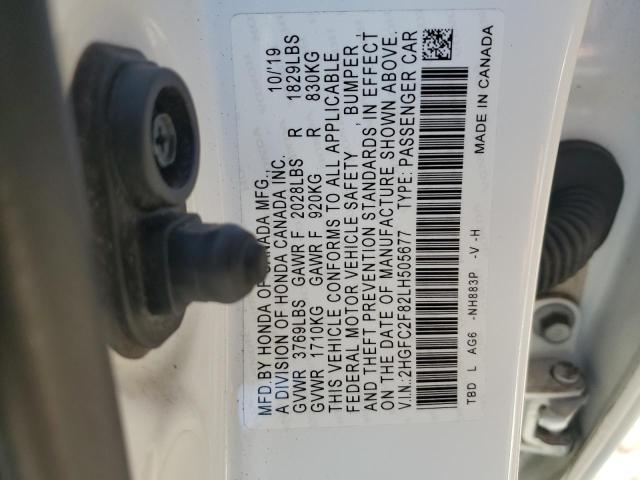 MFD. BY HONDA OF CANADA MFG. 10/'19
A DIVISION OF HONDA CANADA INC.
GVWR 3769LBS GAWR F 2028LBS R 1829LBS
GVWR 1710KG GAWR F 920KG R 830KG
THIS VEHICLE CONFORMS TO ALL APPLICABLE
FEDERAL MOTOR VEHICLE SAFETY , BUMPER ,
AND THEFT PREVENTION STANDARDS IN EFFECT
ON THE DATE OF MANUFACTURE SHOWN ABOVE.
V.I.N.:2HGFC2F82LH505677 TYPE: PASSENGER CAR
TBD L AG6 -NH883P -V -H MADE IN CANADA